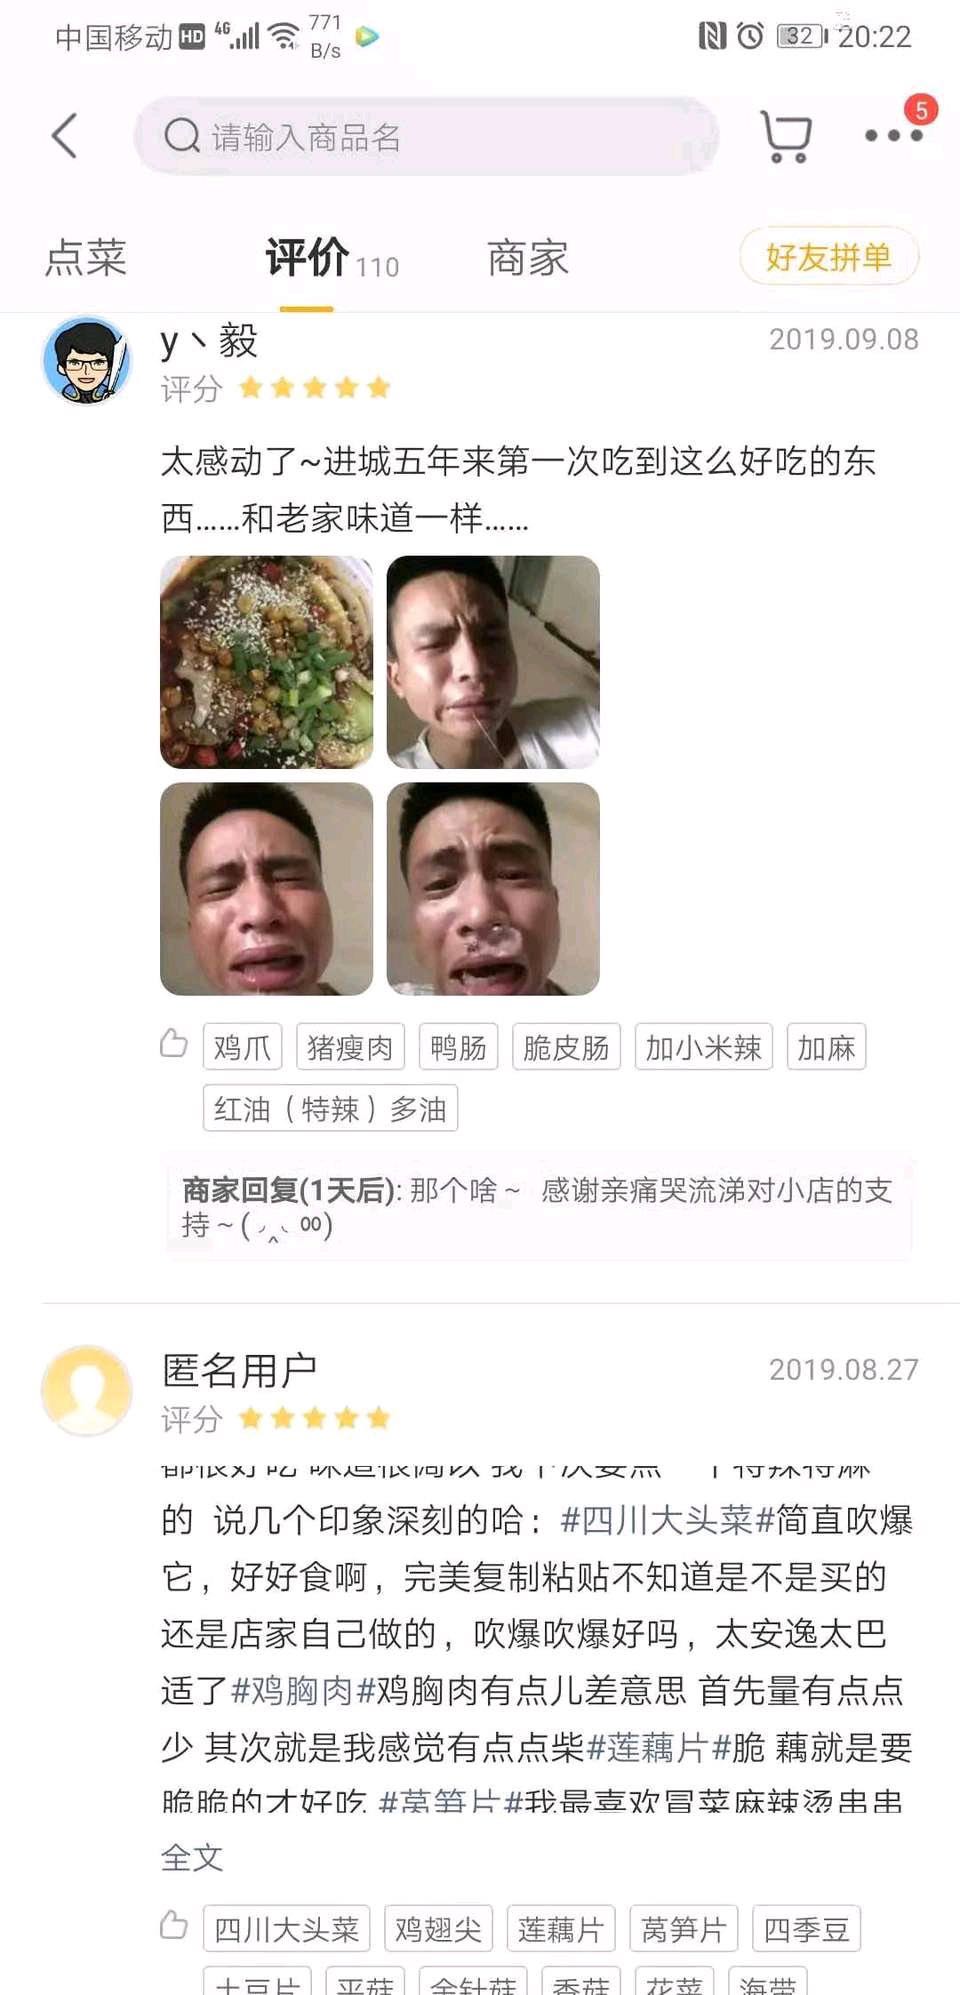 中国移动 HD 4G 771 B/s 32 20:22
请输入商品名 5
点菜 评价 110 商家 好友拼单
y丶毅 2019.09.08
评分
太感动了~进城五年来第一次吃到这么好吃的东
西......和老家味道一样......
鸡爪 猪瘦肉 鸭肠 脆皮肠 加小米辣 加麻
红油（特辣）多油
商家回复(1天后): 那个啥~ 感谢亲痛哭流涕对小店的支
持~(
匿名用户 2019.08.27
评分
的 说几个印象深刻的哈：#四川大头菜#简直吹爆
它，好好食啊，完美复制粘贴不知道是不是买的
还是店家自己做的，吹爆吹爆好吗，太安逸太巴
适了#鸡胸肉#鸡胸肉有点儿差意思 首先量有点点
少 其次就是我感觉有点点柴#莲藕片#脆 藕就是要
脆脆的才好吃 #莴笋片#我最喜欢冒菜麻辣烫串串
全文
四川大头菜 鸡翅尖 莲藕片 莴笋片 四季豆
土豆片 平菇 金针菇 香菇 花菜 海带